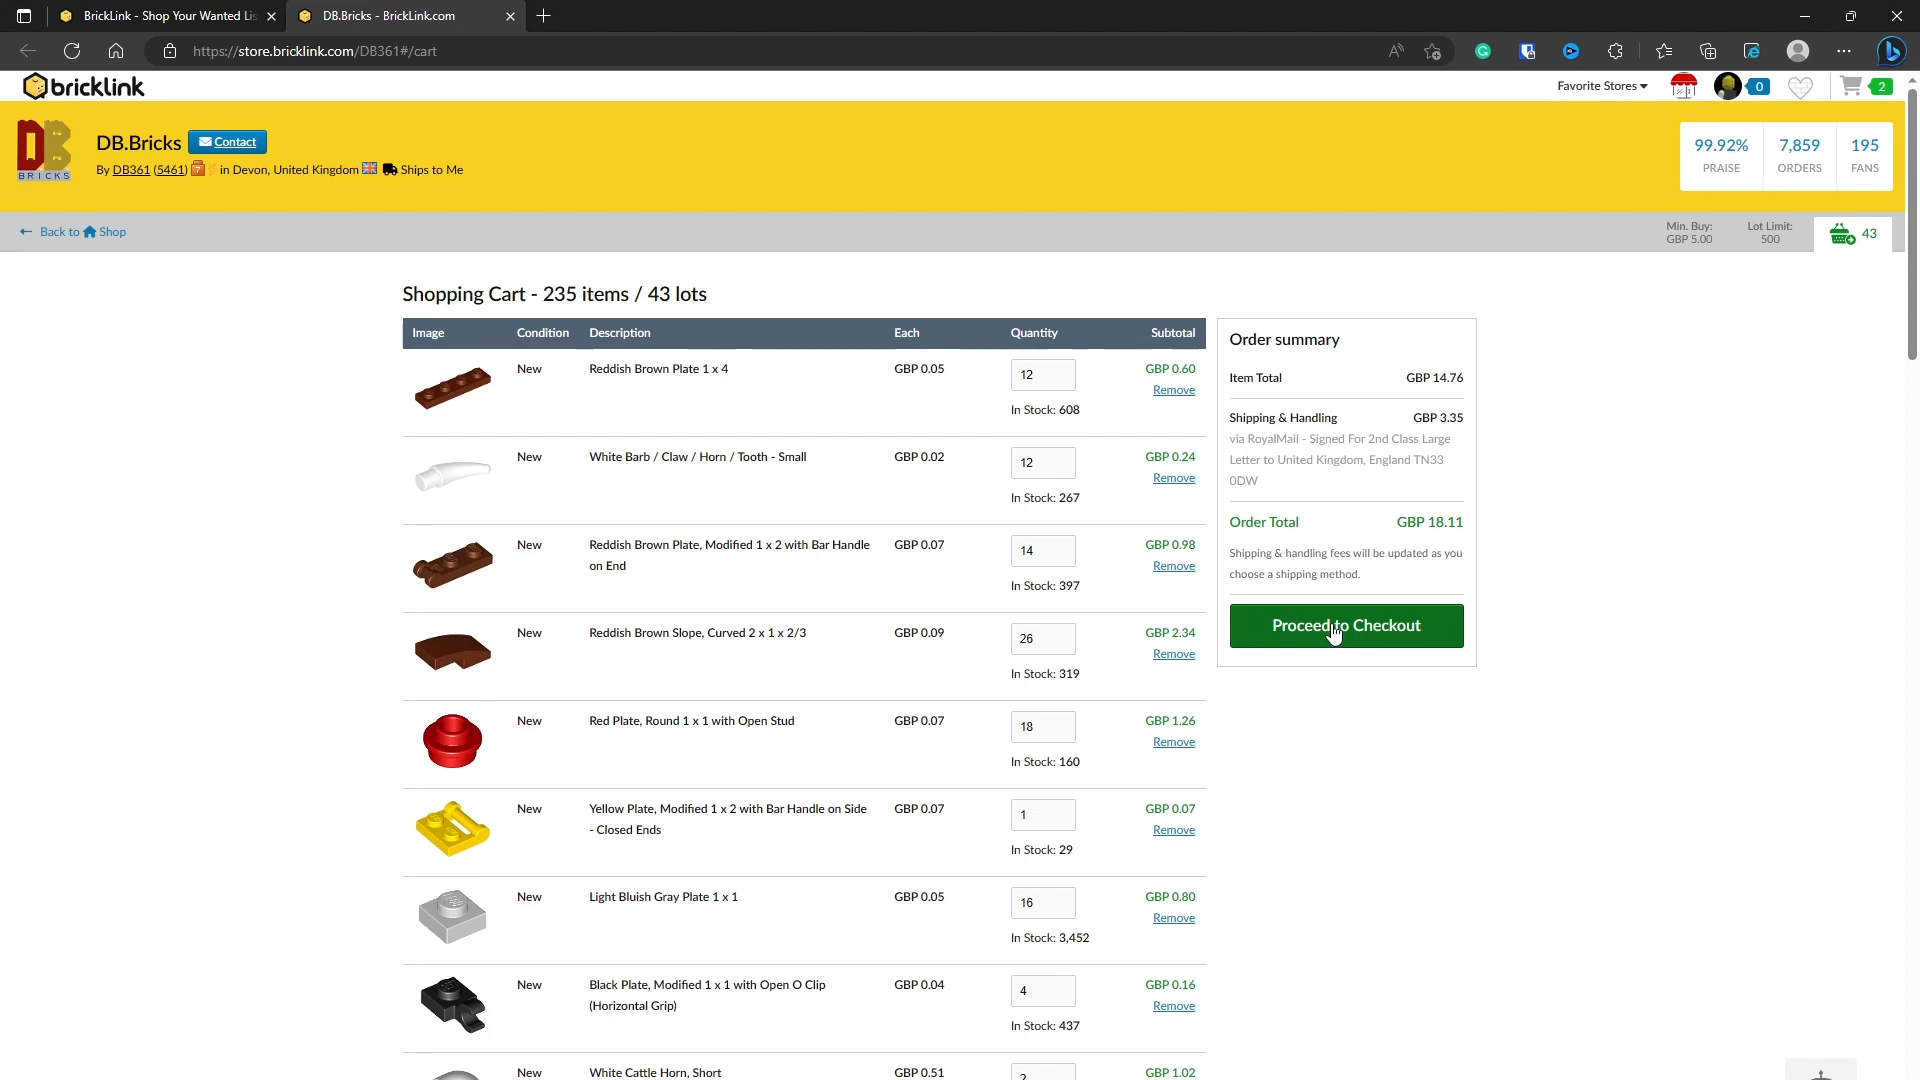 BrickLink - Shop Your Wanted Lis
DB.Bricks - BrickLink.com
https://store.bricklink.com/DB361#/cart
bricklink
Favorite Stores
0
2
DB BRICKS
DB.Bricks
Contact
By DB361 (5461) in Devon, United Kingdom Ships to Me
99.92%
PRAISE
7,859
ORDERS
195
FANS
Back to Shop
Min. Buy:
GBP 5.00
Lot Limit:
500
43
Shopping Cart - 235 items / 43 lots
Image Condition Description Each Quantity Subtotal
New Reddish Brown Plate 1 x 4 GBP 0.05 12 GBP 0.60
Remove
In Stock: 608
New White Barb / Claw / Horn / Tooth - Small GBP 0.02 12 GBP 0.24
Remove
In Stock: 267
New Reddish Brown Plate, Modified 1 x 2 with Bar Handle GBP 0.07 14 GBP 0.98
on End Remove
In Stock: 397
New Reddish Brown Slope, Curved 2 x 1 x 2/3 GBP 0.09 26 GBP 2.34
Remove
In Stock: 319
New Red Plate, Round 1 x 1 with Open Stud GBP 0.07 18 GBP 1.26
Remove
In Stock: 160
New Yellow Plate, Modified 1 x 2 with Bar Handle on Side GBP 0.07 1 GBP 0.07
- Closed Ends Remove
In Stock: 29
New Light Bluish Gray Plate 1 x 1 GBP 0.05 16 GBP 0.80
Remove
In Stock: 3,452
New Black Plate, Modified 1 x 1 with Open O Clip GBP 0.04 4 GBP 0.16
(Horizontal Grip) Remove
In Stock: 437
New White Cattle Horn, Short GBP 0.51 2 GBP 1.02
Order summary
Item Total GBP 14.76
Shipping & Handling GBP 3.35
via RoyalMail - Signed For 2nd Class Large
Letter to United Kingdom, England TN33
0DW
Order Total GBP 18.11
Shipping & handling fees will be updated as you
choose a shipping method.
Proceed to Checkout